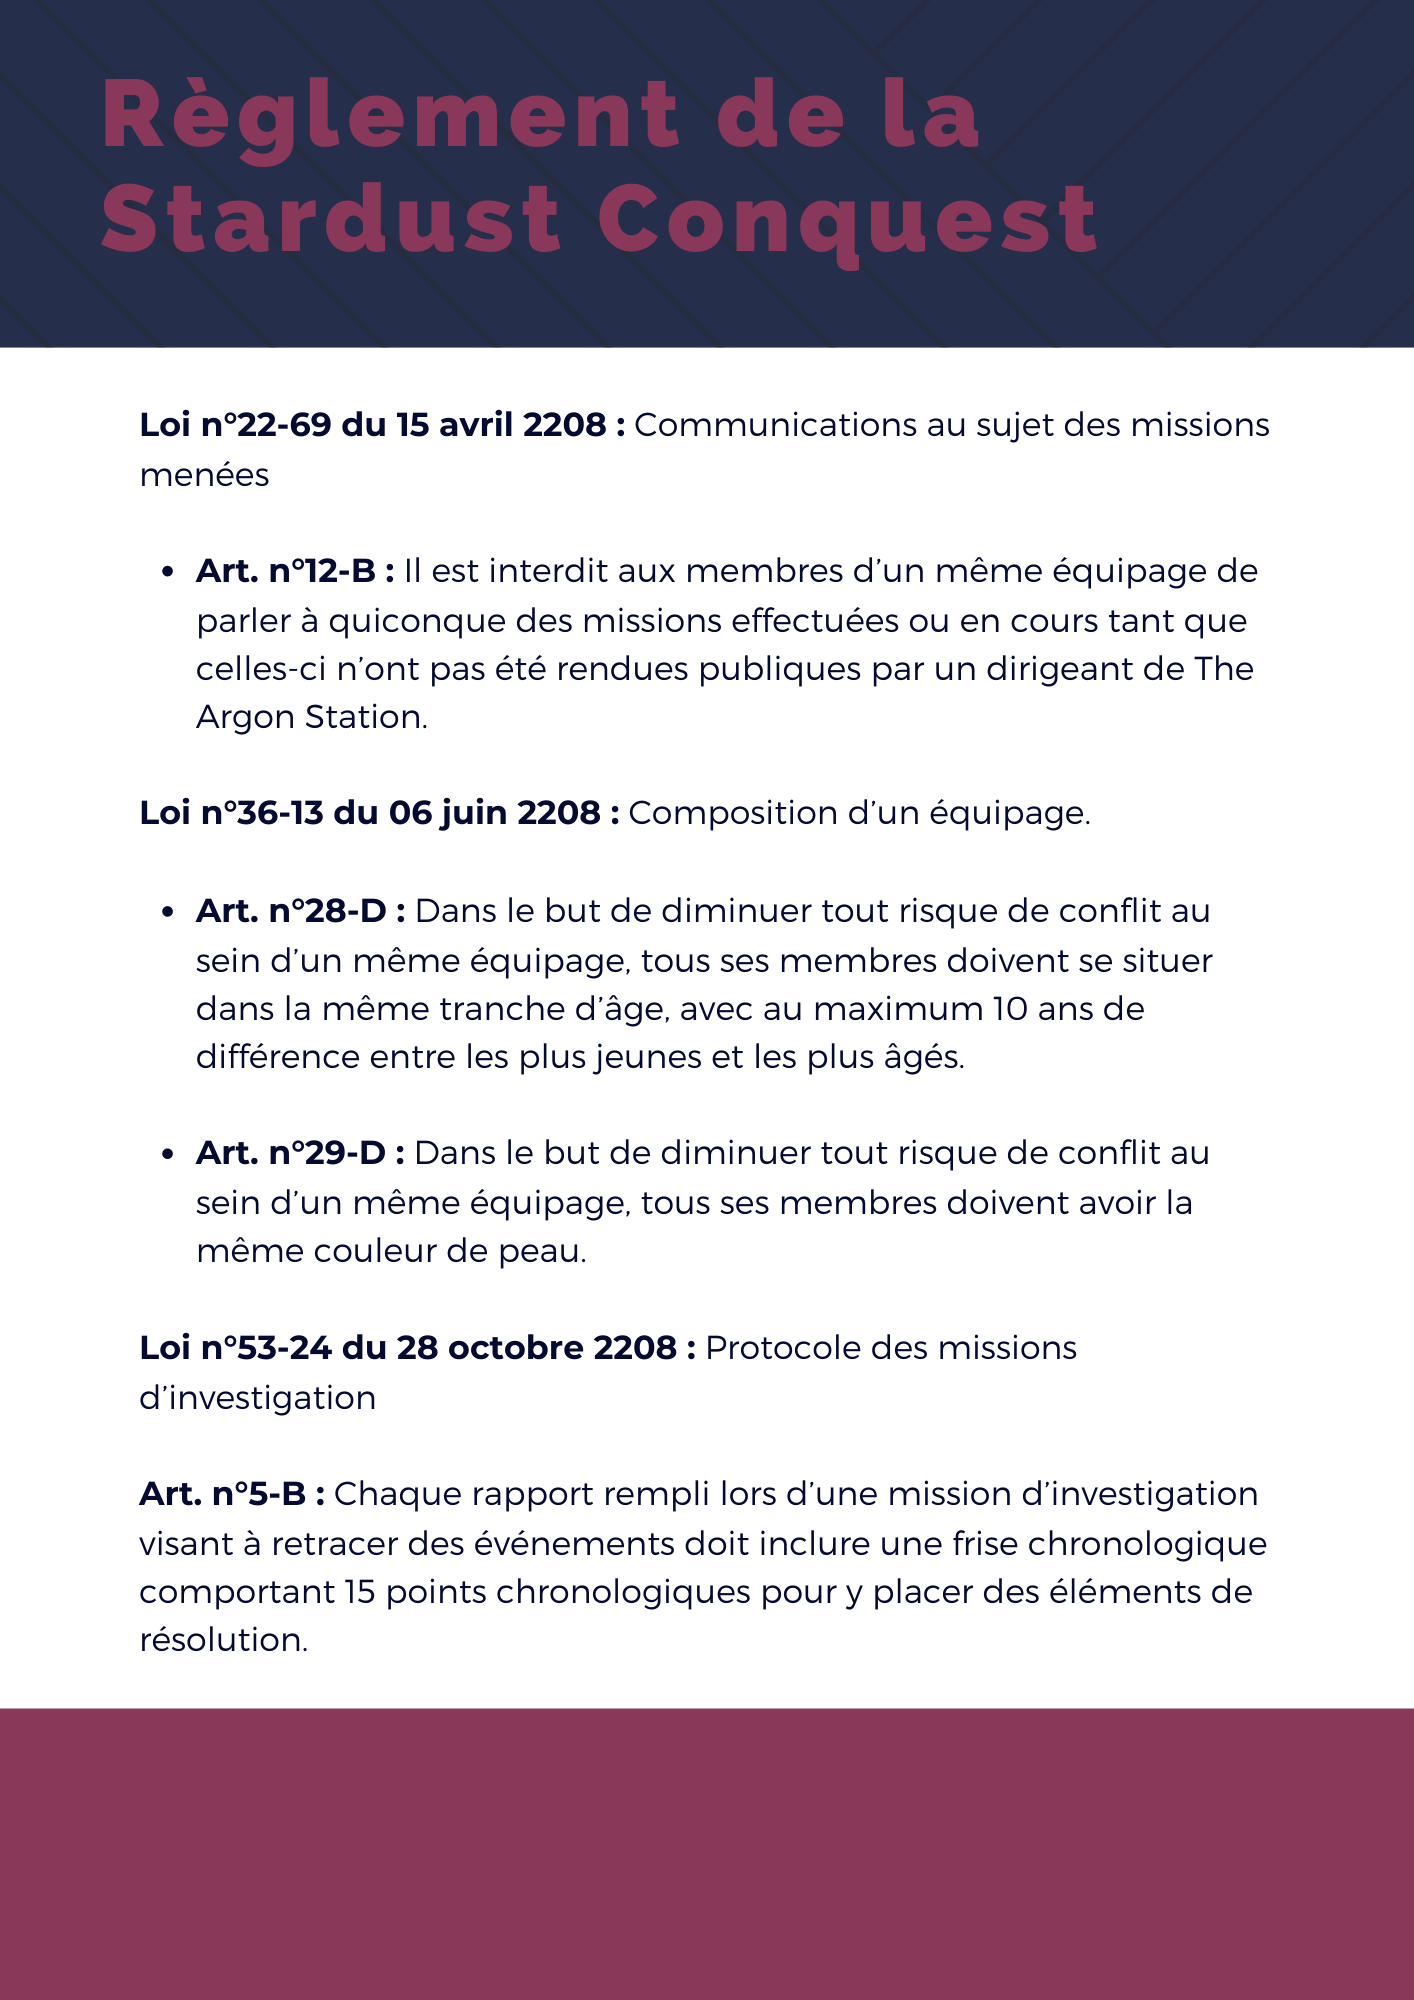 Règlement de la
Stardust Conquest
Loi n°22-69 du 15 avril 2208 : Communications au sujet des missions
menées
• Art. n°12-B : Il est interdit aux membres d’un même équipage de
parler à quiconque des missions effectuées ou en cours tant que
celles-ci n’ont pas été rendues publiques par un dirigeant de The
Argon Station.
Loi n°36-13 du 06 juin 2208 : Composition d’un équipage.
• Art. n°28-D : Dans le but de diminuer tout risque de conflit au
sein d’un même équipage, tous ses membres doivent se situer
dans la même tranche d’âge, avec au maximum 10 ans de
différence entre les plus jeunes et les plus âgés.
• Art. n°29-D : Dans le but de diminuer tout risque de conflit au
sein d’un même équipage, tous ses membres doivent avoir la
même couleur de peau.
Loi n°53-24 du 28 octobre 2208 : Protocole des missions
d’investigation
Art. n°5-B : Chaque rapport rempli lors d’une mission d’investigation
visant à retracer des événements doit inclure une frise chronologique
comportant 15 points chronologiques pour y placer des éléments de
résolution.